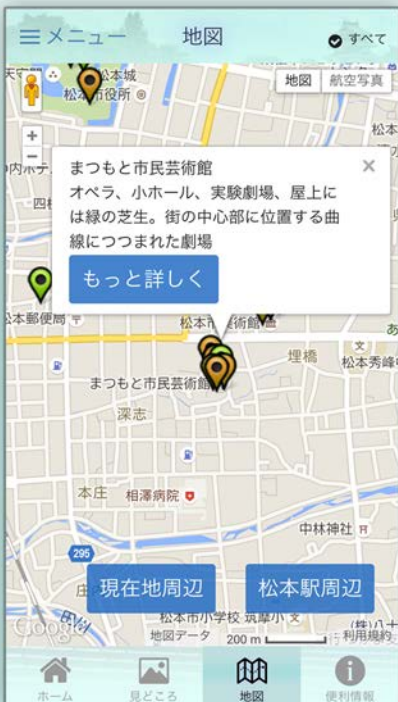 メニュー
地図
すべて
松本城
松本市役所
地図 航空写真
+
−
まつもと市民芸術館
オペラ、小ホール、実験劇場、屋上に
は緑の芝生。街の中心部に位置する曲
線につつまれた劇場
もっと詳しく
本郵便局
埋橋
松本秀峰中
まつもと市民芸術館
深志
本庄
相澤病院
中林神社
295
現在地周辺
松本駅周辺
松本市小学校
筑摩小
Google
地図データ
200 m
利用規約
ホーム
見どころ
地図
便利情報